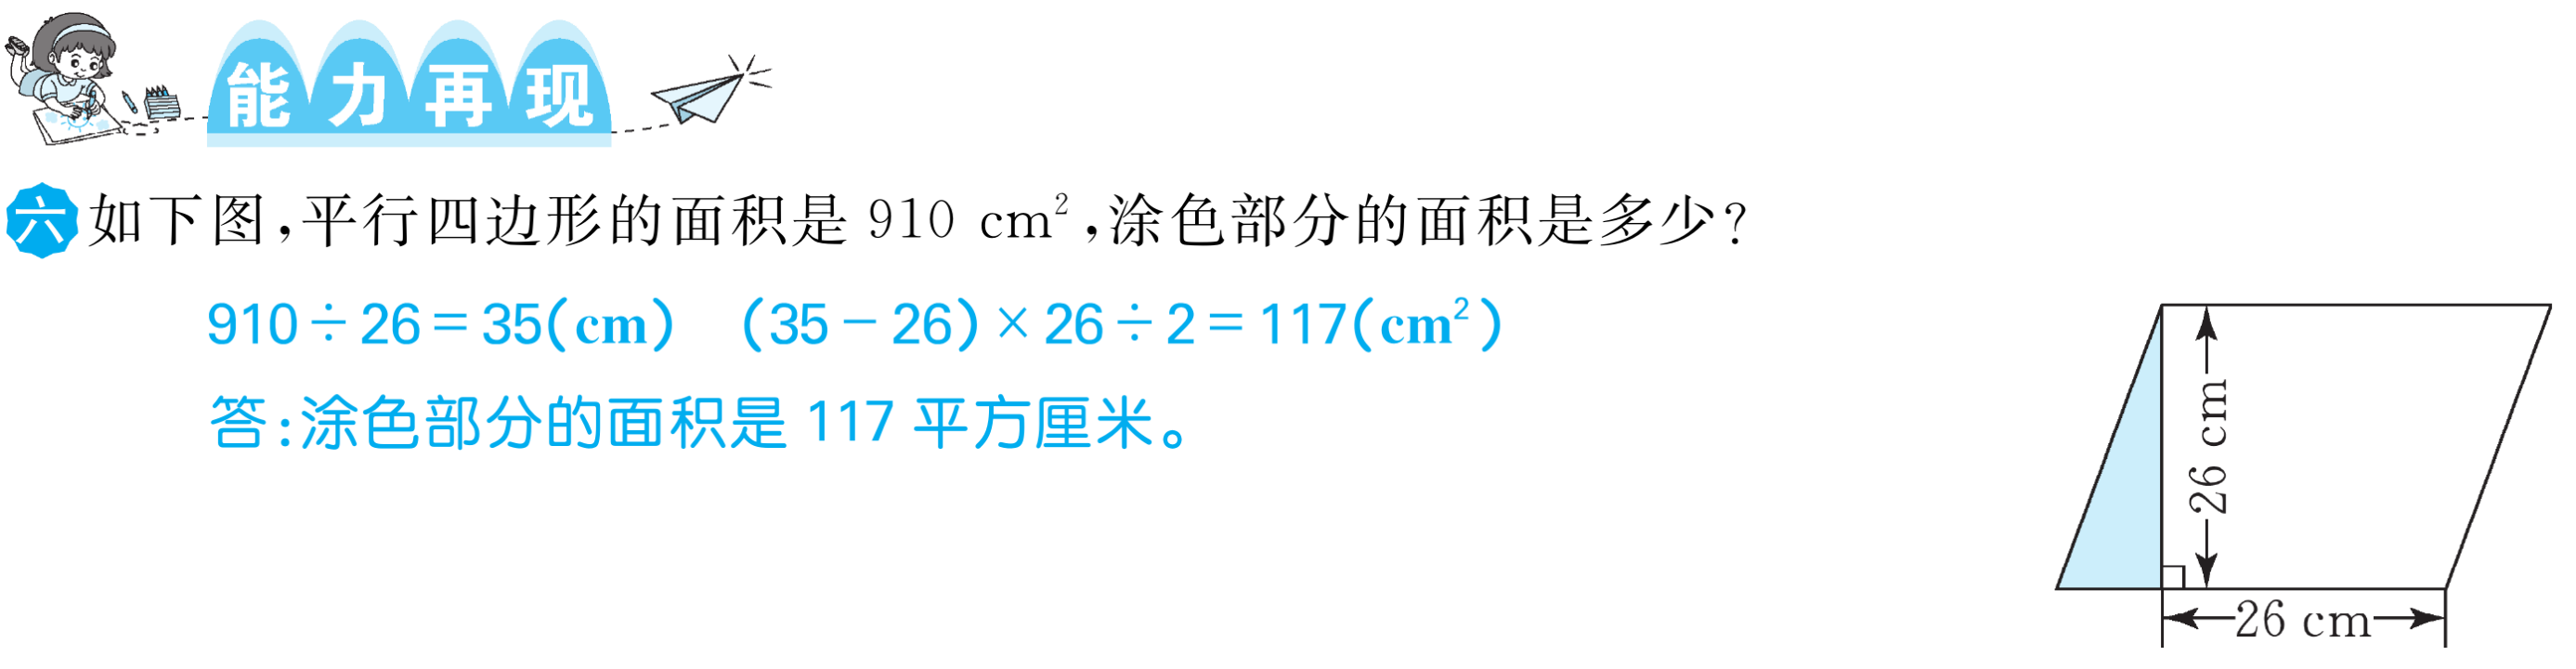 能力再现
六如下图,平行四边形的面积是 910 cm²,涂色部分的面积是多少?
910÷26=35(cm) (35-26)×26÷2=117(cm²)
答:涂色部分的面积是 117 平方厘米。
26 cm
26 cm